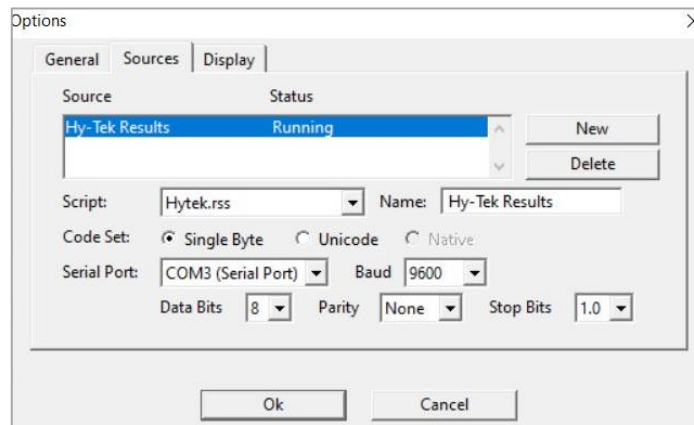 Options
General Sources Display
Source Status
Hy-Tek Results Running
New
Delete
Script: Hytek.rss Name: Hy-Tek Results
Code Set: Single Byte Unicode Native
Serial Port: COM3 (Serial Port) Baud 9600
Data Bits 8 Parity None Stop Bits 1.0
Ok Cancel